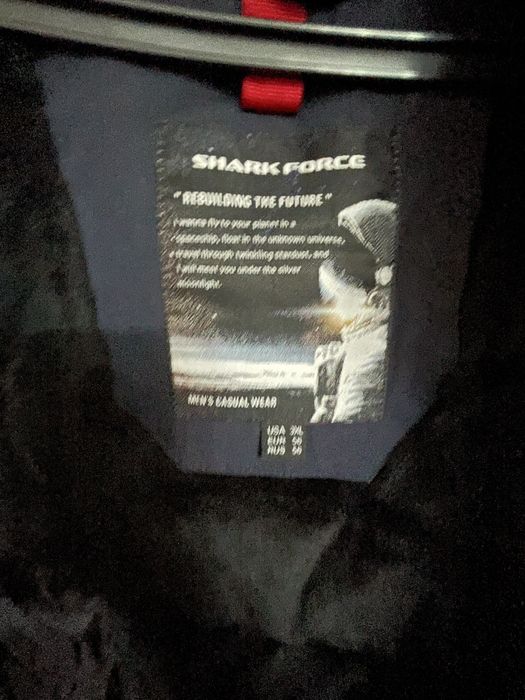 SHARK FORCE
"REBUILDING THE FUTURE"
I wanna fly to your planet in a
spaceship, float in the unknown universe,
travel through twinkling stardust, and
I will meet you under the silver
moonlight.
MEN'S CASUAL WEAR
USA 3XL
EUR 56
RUS 56